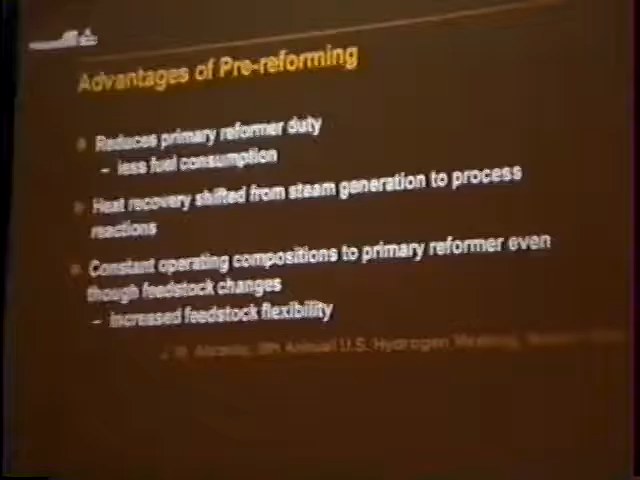 Advantages of Pre-reforming
Reduces primary reformer duty
– less fuel consumption
Heat recovery shifted from steam generation to process
reactions
Constant operating compositions to primary reformer even
though feedstock changes
– increased feedstock flexibility
Annual U.S. Hydrogen Meeting,